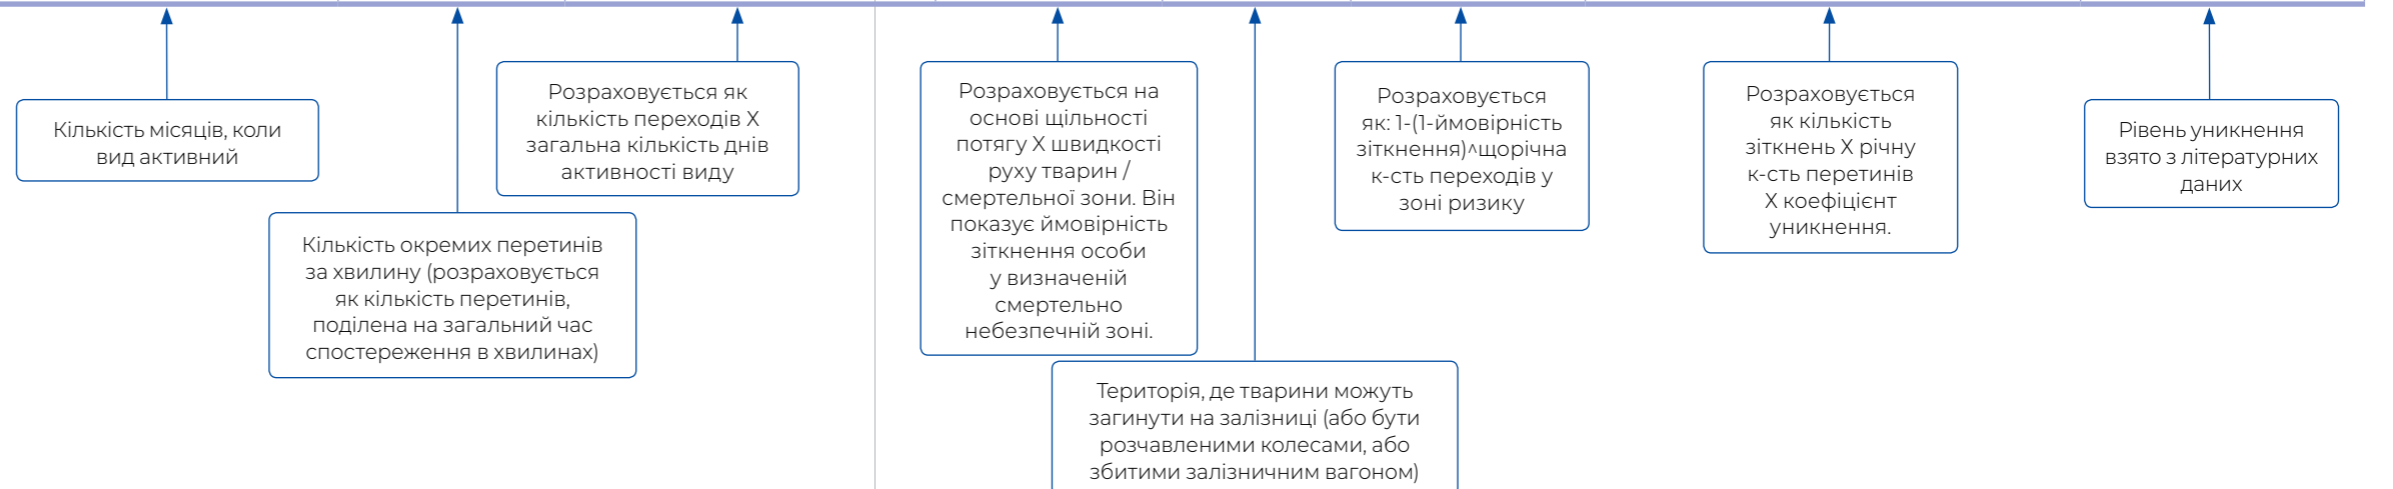 Кількість місяців, коли
вид активний
Кількість окремих перетинів
за хвилину (розраховується
як кількість перетинів,
поділена на загальний час
спостереження в хвилинах)
Розраховується як
кількість переходів X
загальна кількість днів
активності виду
Розраховується на
основі щільності
потягу X швидкості
руху тварин /
смертельної зони. Він
показує ймовірність
зіткнення особи
у визначеній
смертельно
небезпечній зоні.
Територія, де тварини можуть
загинути на залізниці (або бути
розчавленими колесами, або
збитими залізничним вагоном)
Розраховується
як: 1-(1-ймовірність
зіткнення)^щорічна
к-сть переходів у
зоні ризику
Розраховується
як кількість
зіткнень X річну
к-сть перетинів
X коефіцієнт
уникнення.
Рівень уникнення
взято з літературних
даних